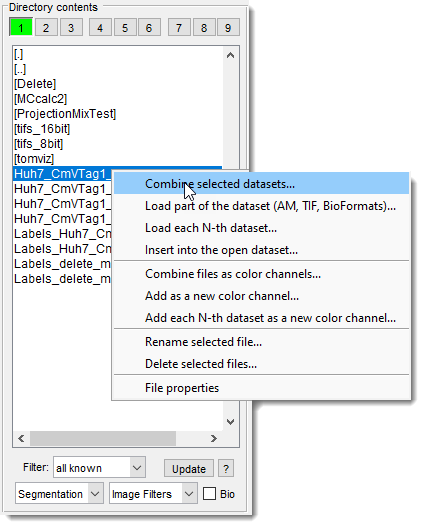 Directory contents
1 2 3 4 5 6 7 8 9
[.]
[..]
[Delete]
[MCcalc2]
[ProjectionMixTest]
[tifs_16bit]
[tifs_8bit]
[tomviz]
Huh7_CmVTag1_
Huh7_CmVTag1_
Huh7_CmVTag1_
Huh7_CmVTag1_
Labels_Huh7_Cm
Labels_Huh7_Cm
Labels_delete_m
Labels_delete_m
Combine selected datasets...
Load part of the dataset (AM, TIF, BioFormats)...
Load each N-th dataset...
Insert into the open dataset...
Combine files as color channels...
Add as a new color channel...
Add each N-th dataset as a new color channel...
Rename selected file...
Delete selected files...
File properties
Filter: all known Update ?
Segmentation Image Filters Bio